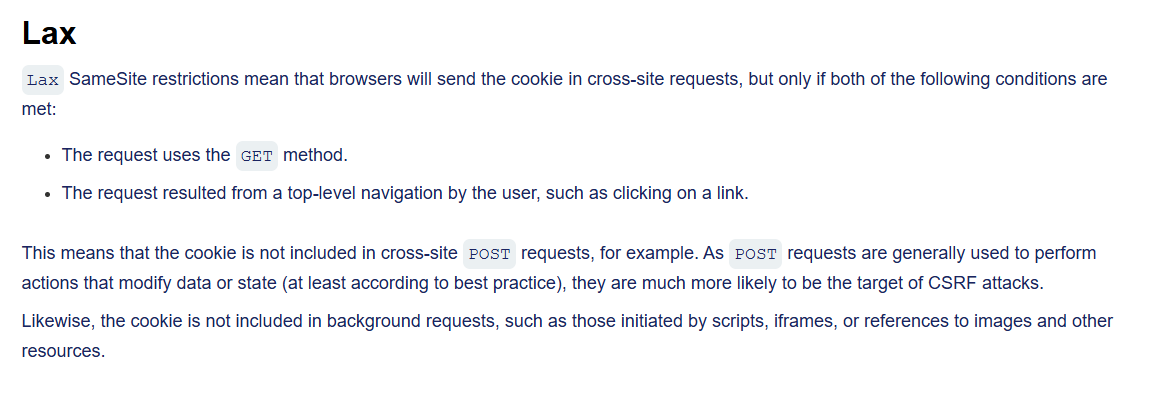 Lax
Lax SameSite restrictions mean that browsers will send the cookie in cross-site requests, but only if both of the following conditions are
met:
• The request uses the GET method.
• The request resulted from a top-level navigation by the user, such as clicking on a link.
This means that the cookie is not included in cross-site POST requests, for example. As POST requests are generally used to perform
actions that modify data or state (at least according to best practice), they are much more likely to be the target of CSRF attacks.
Likewise, the cookie is not included in background requests, such as those initiated by scripts, iframes, or references to images and other
resources.